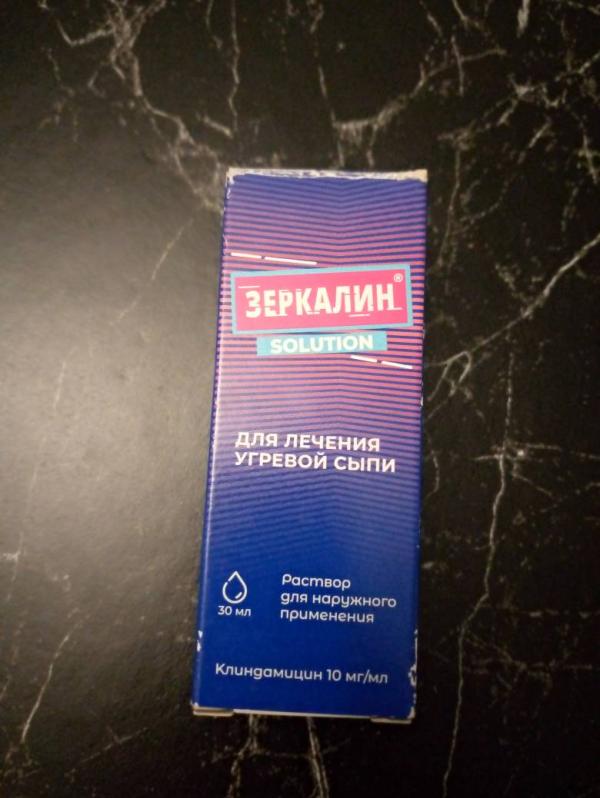 ЗЕРКАЛИН®
SOLUTION
ДЛЯ ЛЕЧЕНИЯ
УГРЕВОЙ СЫПИ
30 мл
Раствор
для наружного
применения
Клиндамицин 10 мг/мл